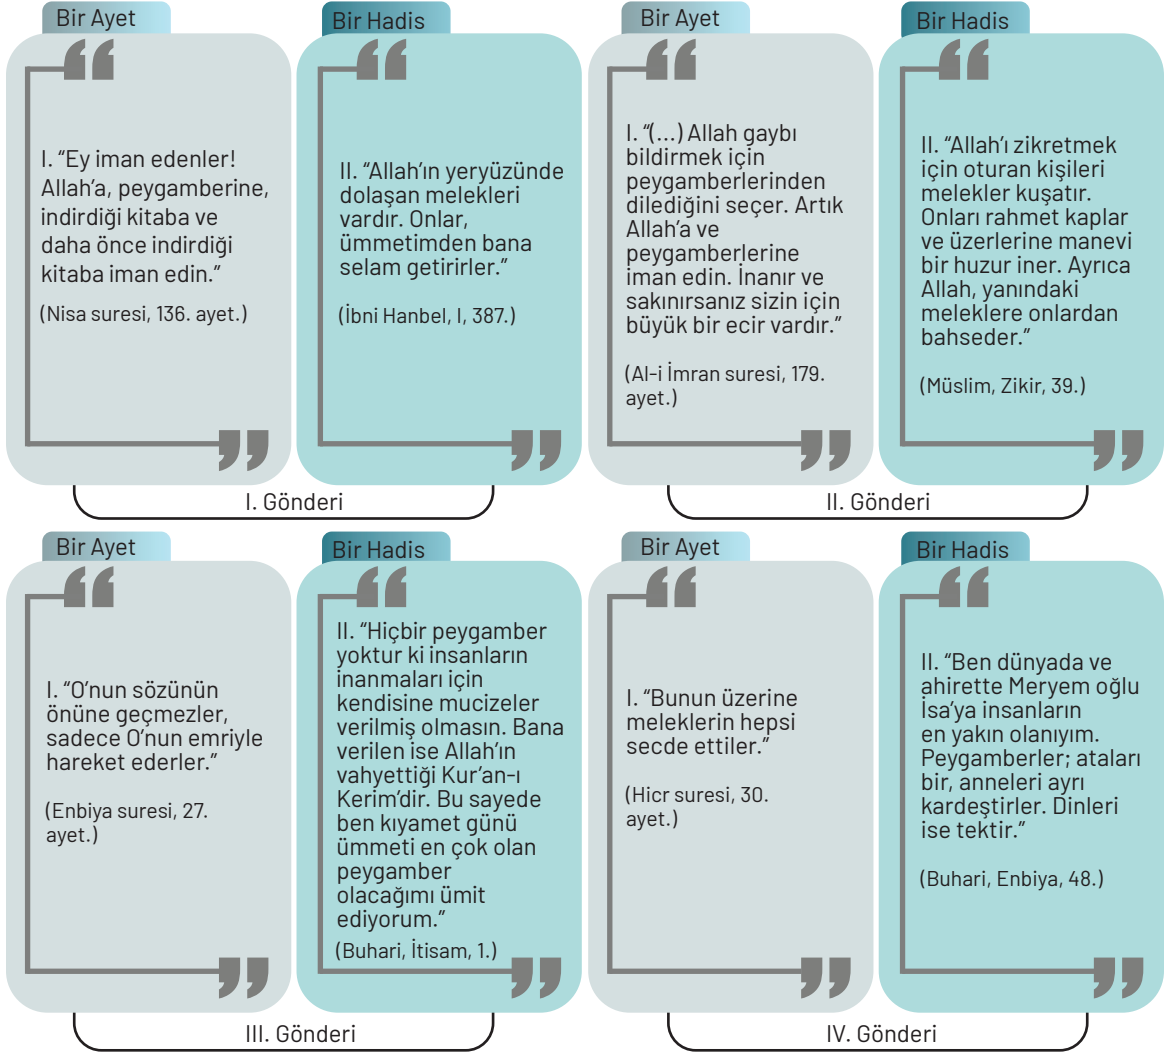 Bir Ayet
I. “Ey iman edenler!
Allah’a, peygamberine,
indirdiği kitaba ve
daha önce indirdiği
kitaba iman edin.”
(Nisa suresi, 136. ayet.)
Bir Hadis
II. “Allah’ın yeryüzünde
dolaşan melekleri
vardır. Onlar,
ümmetimden bana
selam getirirler.”
(İbni Hanbel, I, 387.)
I. Gönderi
Bir Ayet
I. “(...) Allah gaybı
bildirmek için
peygamberlerinden
dilediğini seçer. Artık
Allah’a ve
peygamberlerine
iman edin. İnanır ve
sakınırsanız sizin için
büyük bir ecir vardır.”
(Al-i İmran suresi, 179.
ayet.)
Bir Hadis
II. “Allah’ı zikretmek
için oturan kişileri
melekler kuşatır.
Onları rahmet kaplar
ve üzerlerine manevi
bir huzur iner. Ayrıca
Allah, yanındaki
meleklere onlardan
bahseder.”
(Müslim, Zikir, 39.)
II. Gönderi
Bir Ayet
I. “O’nun sözünün
önüne geçmezler,
sadece O’nun emriyle
hareket ederler.”
(Enbiya suresi, 27.
ayet.)
Bir Hadis
II. “Hiçbir peygamber
yoktur ki insanların
inanmaları için
kendisine mucizeler
verilmiş olmasın. Bana
verilen ise Allah’ın
vahyettiği Kur’an-ı
Kerim’dir. Bu sayede
ben kıyamet günü
ümmeti en çok olan
peygamber
olacağımı ümit
ediyorum.”
(Buhari, İtisam, 1.)
III. Gönderi
Bir Ayet
I. “Bunun üzerine
meleklerin hepsi
secde ettiler.”
(Hicr suresi, 30.
ayet.)
Bir Hadis
II. “Ben dünyada ve
ahirette Meryem oğlu
İsa’ya insanların
en yakın olanıyım.
Peygamberler; ataları
bir, anneleri ayrı
kardeştirler. Dinleri
ise tektir.”
(Buhari, Enbiya, 48.)
IV. Gönderi